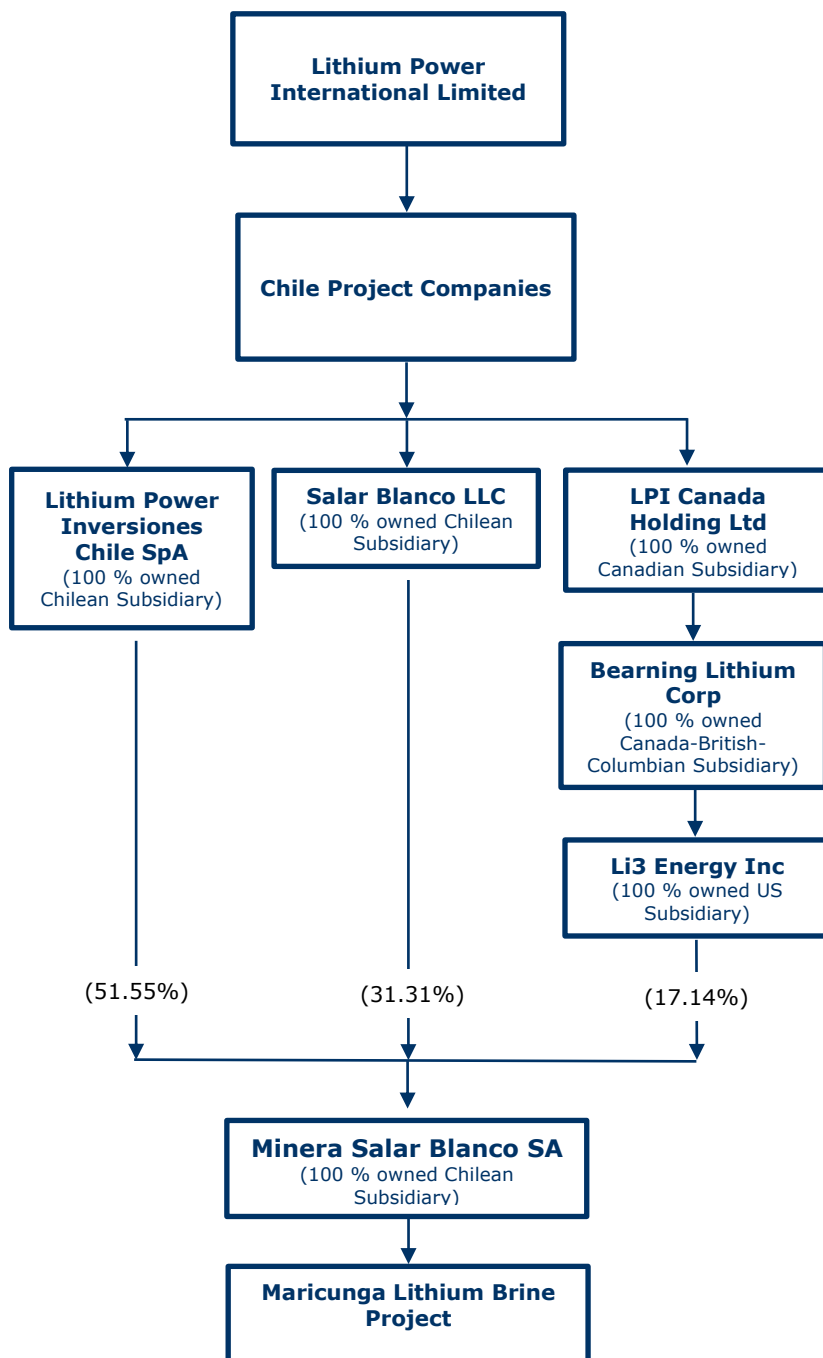 Lithium Power
International Limited
Chile Project Companies
Lithium Power
Inversiones
Chile SpA
(100 % owned
Chilean Subsidiary)
Salar Blanco LLC
(100 % owned Chilean
Subsidiary)
LPI Canada
Holding Ltd
(100 % owned
Canadian Subsidiary)
Bearning Lithium
Corp
(100 % owned
Canada-British-
Columbian Subsidiary)
Li3 Energy Inc
(100 % owned US
Subsidiary)
(51.55%)
(31.31%)
(17.14%)
Minera Salar Blanco SA
(100 % owned Chilean
Subsidiary)
Maricunga Lithium Brine
Project